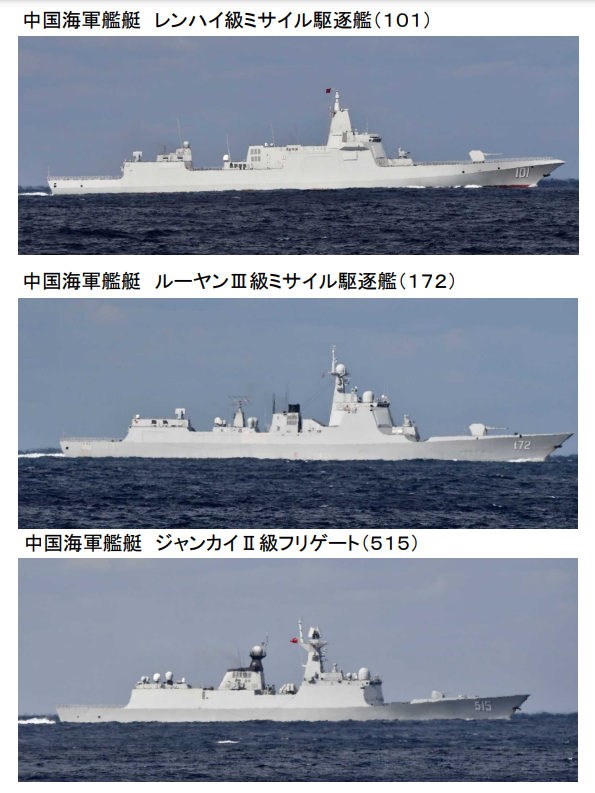 中国海軍艦艇　レンハイ級ミサイル駆逐艦（１０１）
101
中国海軍艦艇　ルーヤンⅢ級ミサイル駆逐艦（１７２）
172
中国海軍艦艇　ジャンカイⅡ級フリゲート（５１５）
515